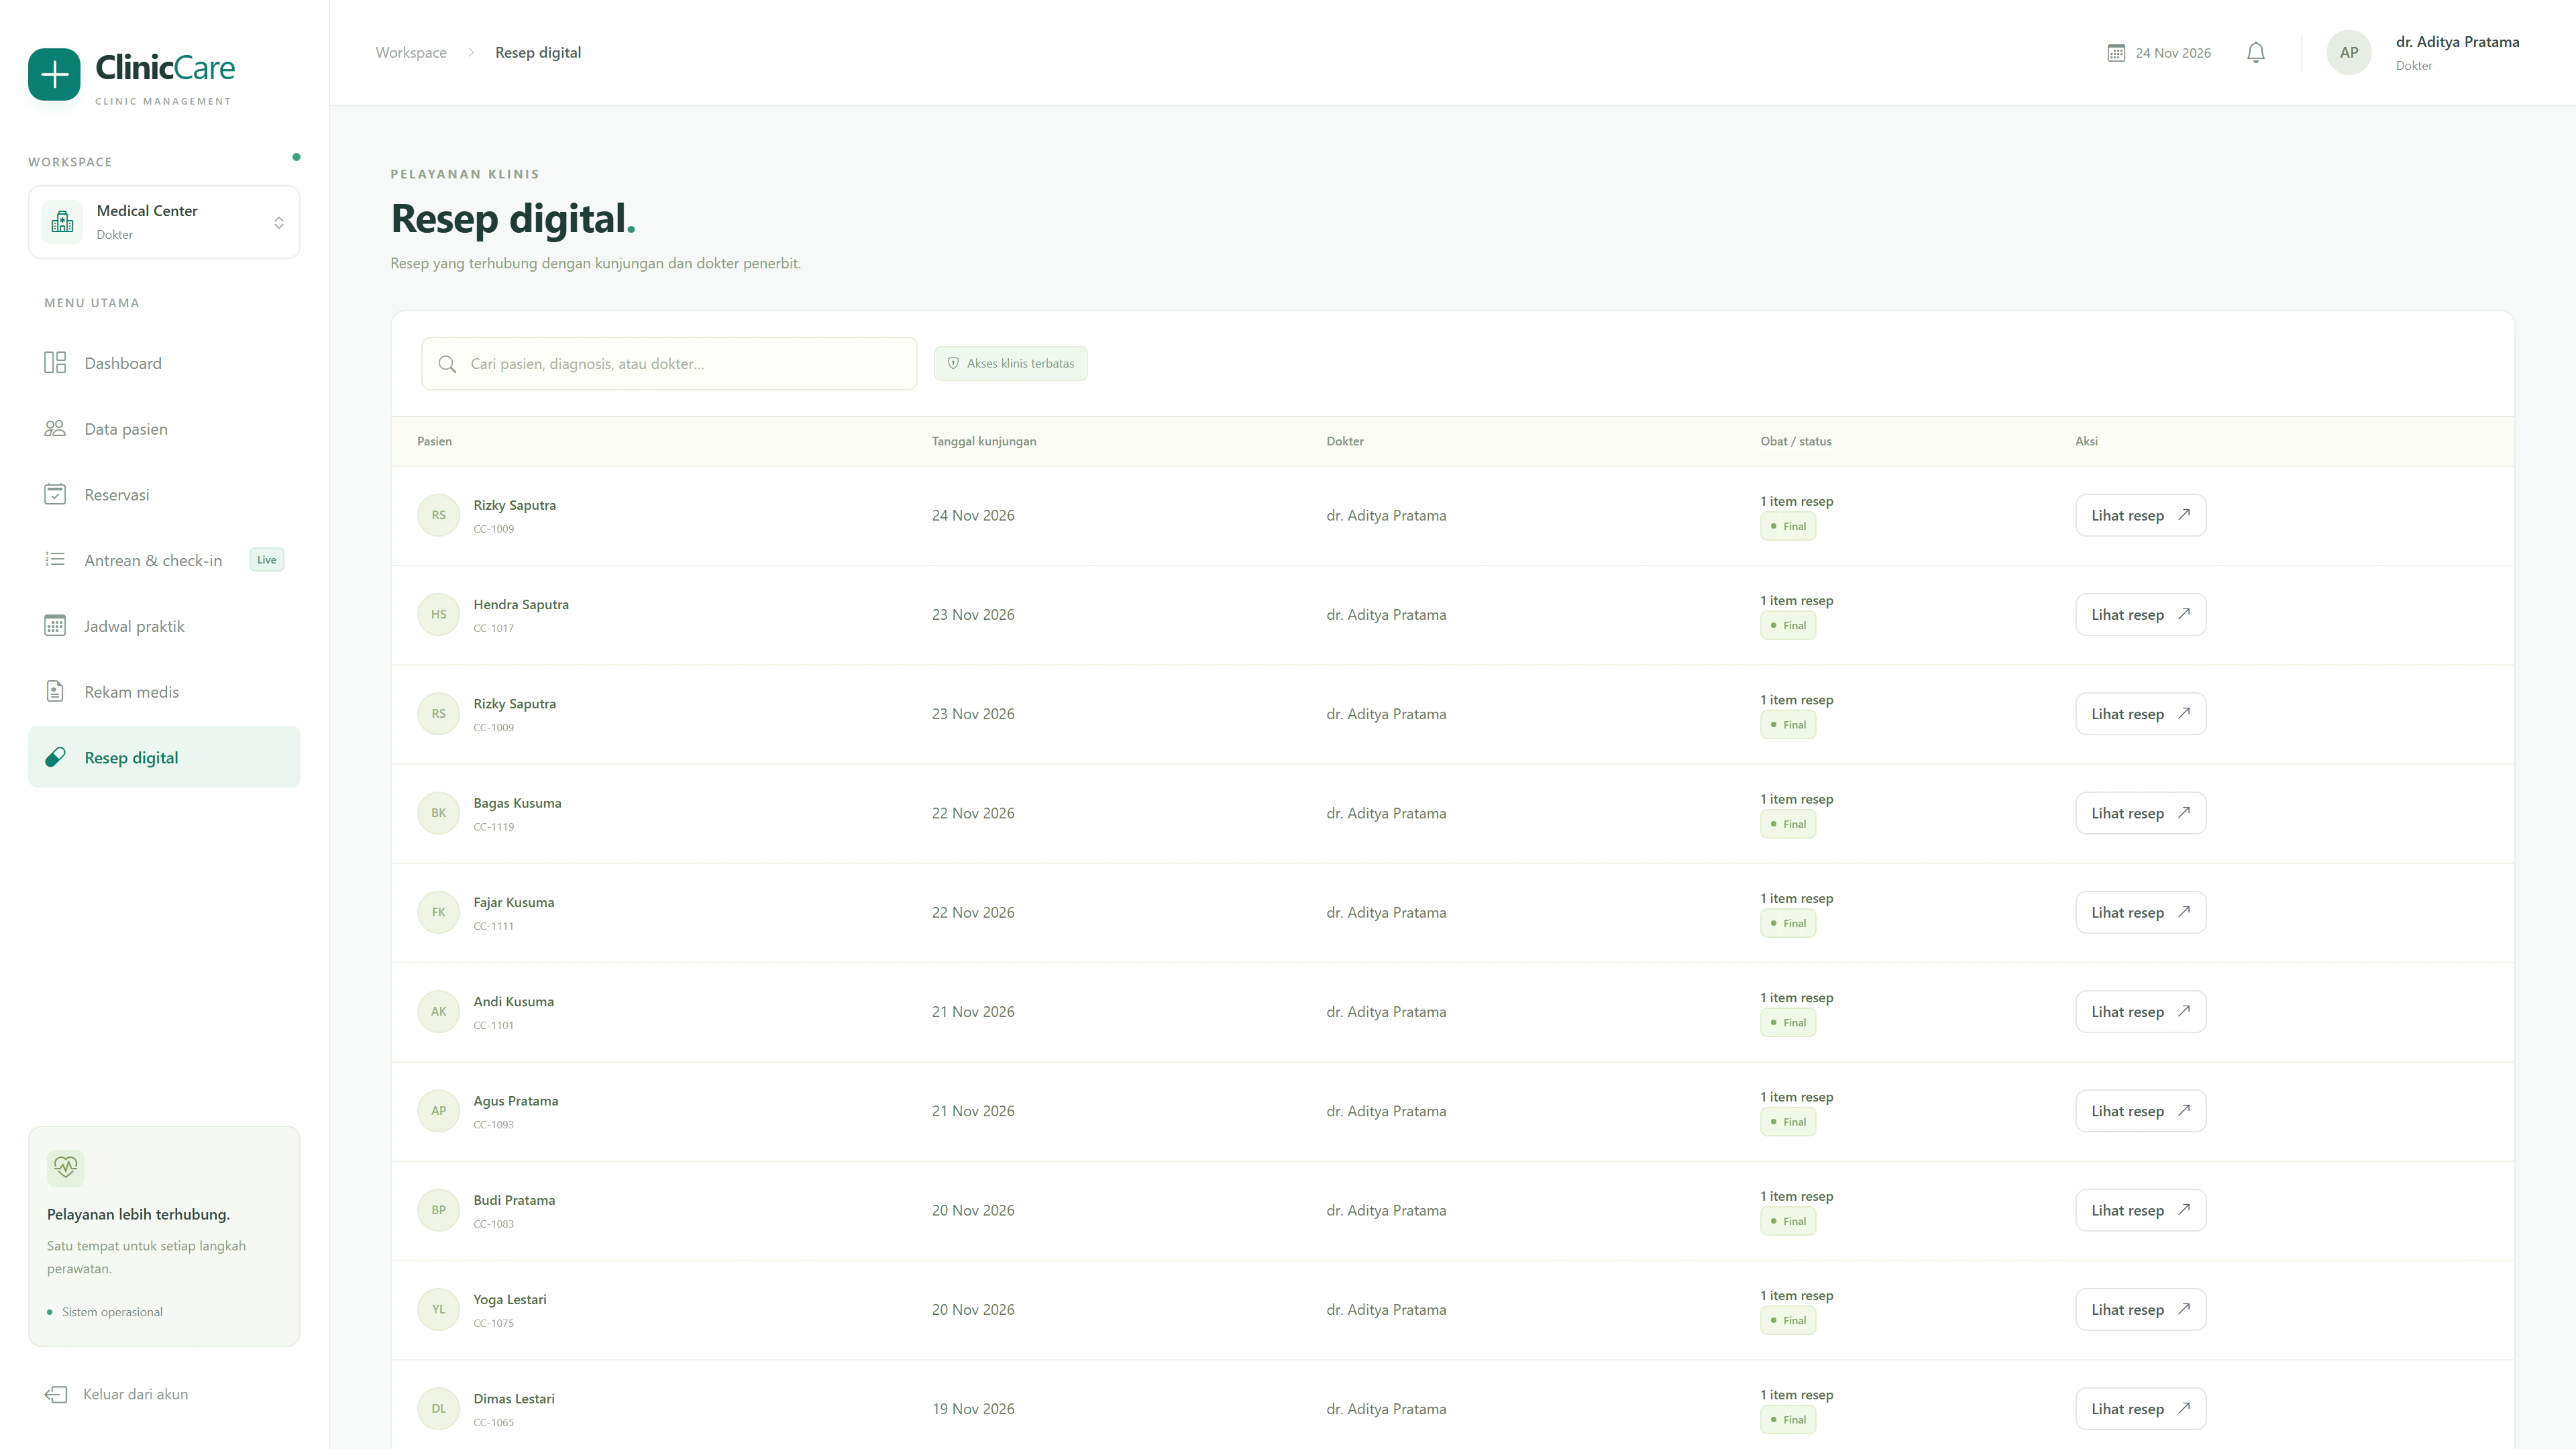 ClinicCare
CLINIC MANAGEMENT
WORKSPACE
Medical Center
Dokter
MENU UTAMA
Dashboard
Data pasien
Reservasi
Antrean & check-in Live
Jadwal praktik
Rekam medis
Resep digital
Pelayanan lebih terhubung.
Satu tempat untuk setiap langkah
perawatan.
Sistem operasional
Keluar dari akun
Workspace Resep digital
24 Nov 2026
AP
dr. Aditya Pratama
Dokter
PELAYANAN KLINIS
Resep digital.
Resep yang terhubung dengan kunjungan dan dokter penerbit.
Cari pasien, diagnosis, atau dokter...
Akses klinis terbatas
Pasien Tanggal kunjungan Dokter Obat / status Aksi
RS Rizky Saputra CC-1009 24 Nov 2026 dr. Aditya Pratama 1 item resep Final Lihat resep
HS Hendra Saputra CC-1017 23 Nov 2026 dr. Aditya Pratama 1 item resep Final Lihat resep
RS Rizky Saputra CC-1009 23 Nov 2026 dr. Aditya Pratama 1 item resep Final Lihat resep
BK Bagas Kusuma CC-1119 22 Nov 2026 dr. Aditya Pratama 1 item resep Final Lihat resep
FK Fajar Kusuma CC-1111 22 Nov 2026 dr. Aditya Pratama 1 item resep Final Lihat resep
AK Andi Kusuma CC-1101 21 Nov 2026 dr. Aditya Pratama 1 item resep Final Lihat resep
AP Agus Pratama CC-1093 21 Nov 2026 dr. Aditya Pratama 1 item resep Final Lihat resep
BP Budi Pratama CC-1083 20 Nov 2026 dr. Aditya Pratama 1 item resep Final Lihat resep
YL Yoga Lestari CC-1075 20 Nov 2026 dr. Aditya Pratama 1 item resep Final Lihat resep
DL Dimas Lestari CC-1065 19 Nov 2026 dr. Aditya Pratama 1 item resep Final Lihat resep